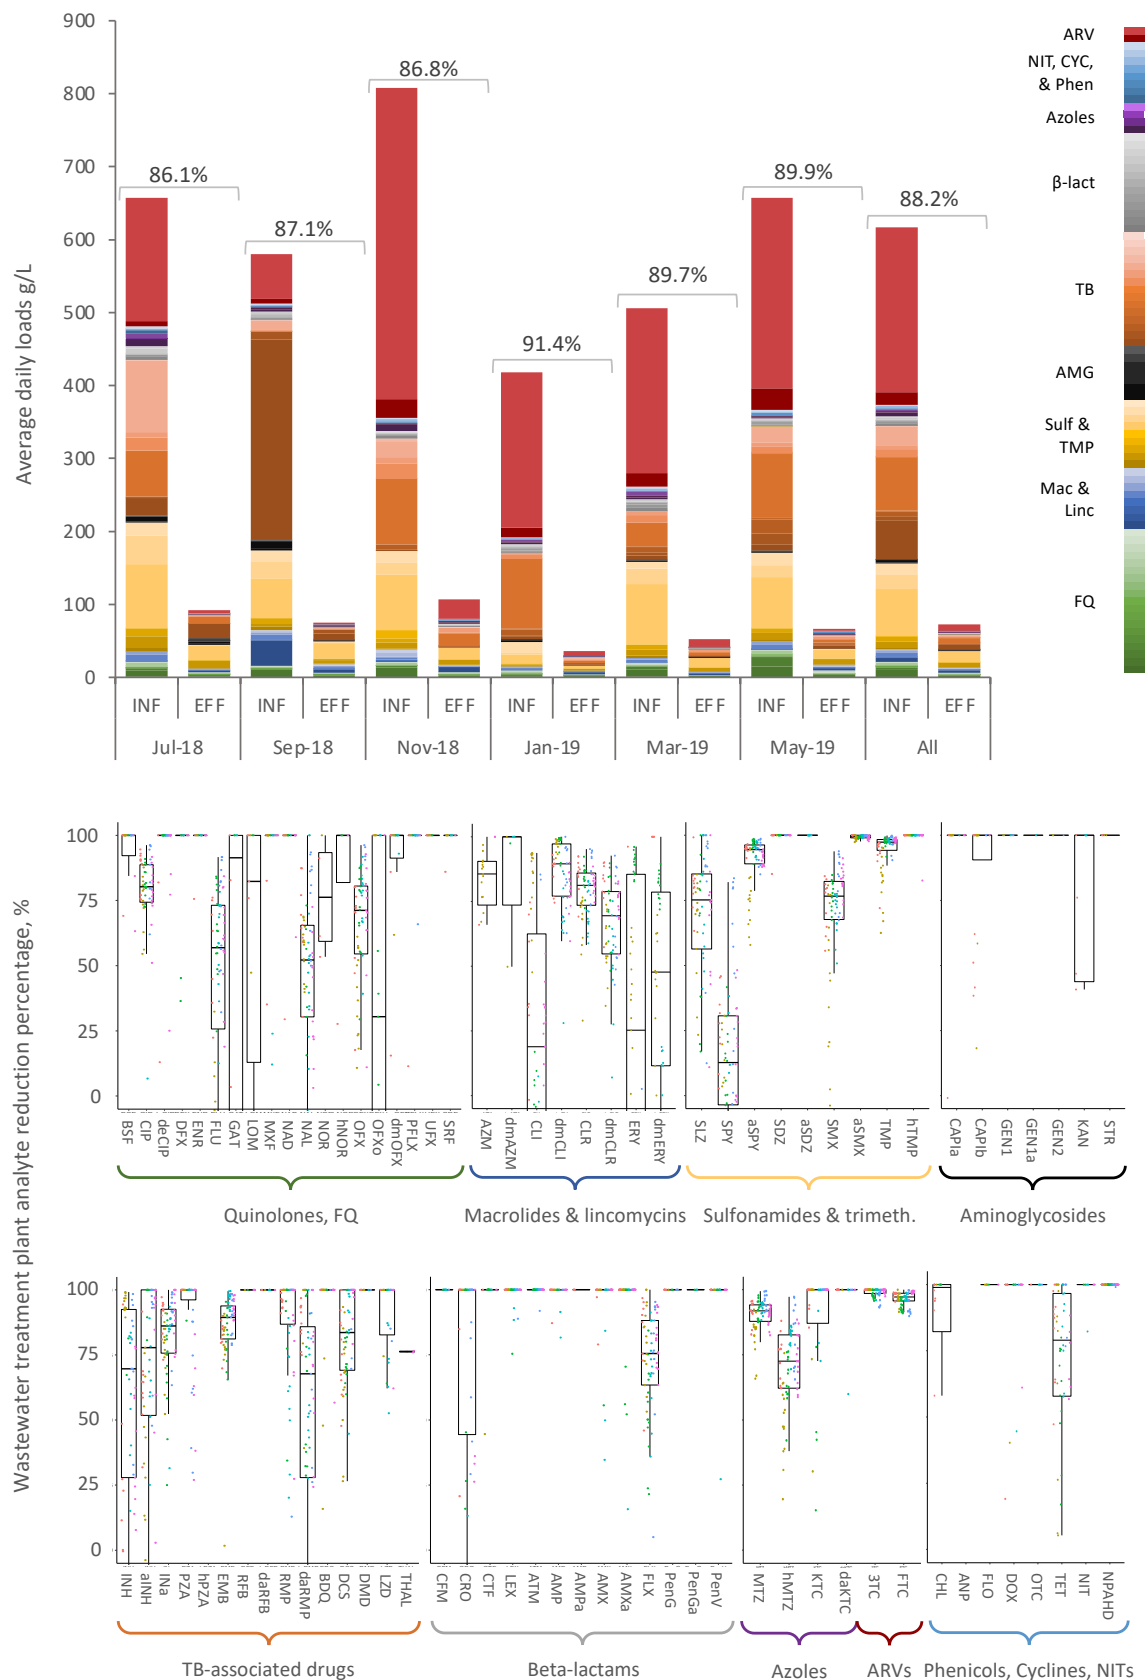 900
800
700
600
500
400
300
200
100
0
Average daily loads g/L
86.1%
87.1%
86.8%
91.4%
89.7%
89.9%
88.2%
INF EFF INF EFF INF EFF INF EFF INF EFF INF EFF INF EFF
Jul-18 Sep-18 Nov-18 Jan-19 Mar-19 May-19 All
ARV
NIT, CYC,
& Phen
Azoles
β-lact
TB
AMG
Sulf &
TMP
Mac &
Linc
FQ
Wastewater treatment plant analyte reduction percentage, %
100
75
50
25
0
BSF CIP deCIP DFX ENR FLU GAT LOM MXF NAD NAL NOR hNOR OFX OFXo dmOFX PFLX UFX SRF
AZM dmAZM CLI dmCLI CLR dmCLR ERY dmERY
SLZ SPY aSPY SDZ aSDZ SMX aSMX TMP hTMP
CAPIa CAPIb GEN1 GEN1a GEN2 KAN STR
Quinolones, FQ
Macrolides & lincomycins
Sulfonamides & trimeth.
Aminoglycosides
100
75
50
25
0
INH aINH INa PZA hPZA EMB RFB daRFB RMP daRMP BDQ DCS DMD LZD THAL
CFM CRO CTF LEX ATM AMP AMPa AMX AMXa FLX PenG PenGa PenV
MTZ hMTZ KTC daKTC 3TC FTC
CHL ANP FLO DOX OTC TET NIT NPAHD
TB-associated drugs
Beta-lactams
Azoles
ARVs
Phenicols, Cyclines, NITs